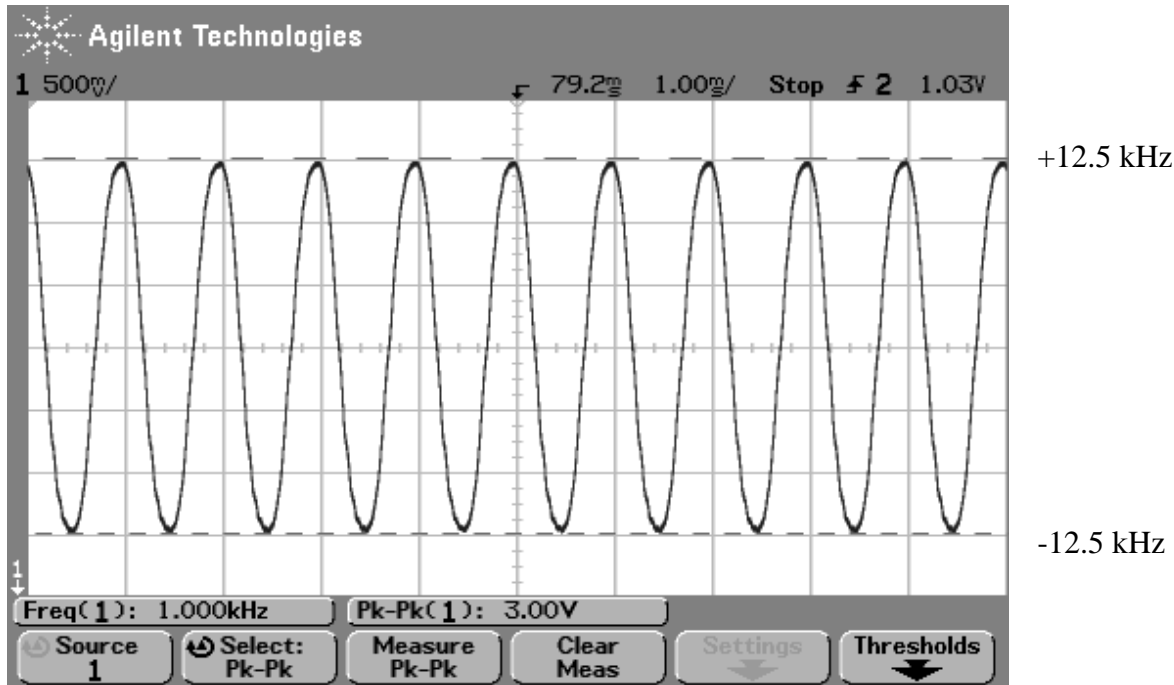 Agilent Technologies
1 500mV/ 79.2ms 1.00ms/ Stop 2 1.03V
+12.5 kHz
-12.5 kHz
1
Freq(1): 1.000kHz Pk-Pk(1): 3.00V
Source Select: Measure Clear Settings Thresholds
1 Pk-Pk Pk-Pk Meas